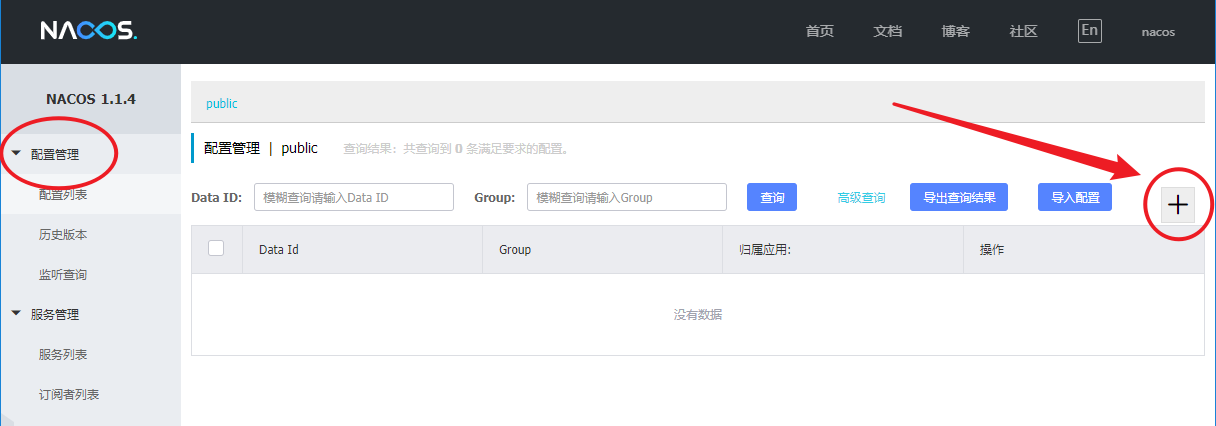 NACOS.
首页 文档 博客 社区 En nacos
NACOS 1.1.4
配置管理
配置列表
历史版本
监听查询
服务管理
服务列表
订阅者列表
public
配置管理 | public 查询结果：共查询到 0 条满足要求的配置。
Data ID: 模糊查询请输入Data ID Group: 模糊查询请输入Group 查询 高级查询 导出查询结果 导入配置 +
Data Id Group 归属应用: 操作
没有数据